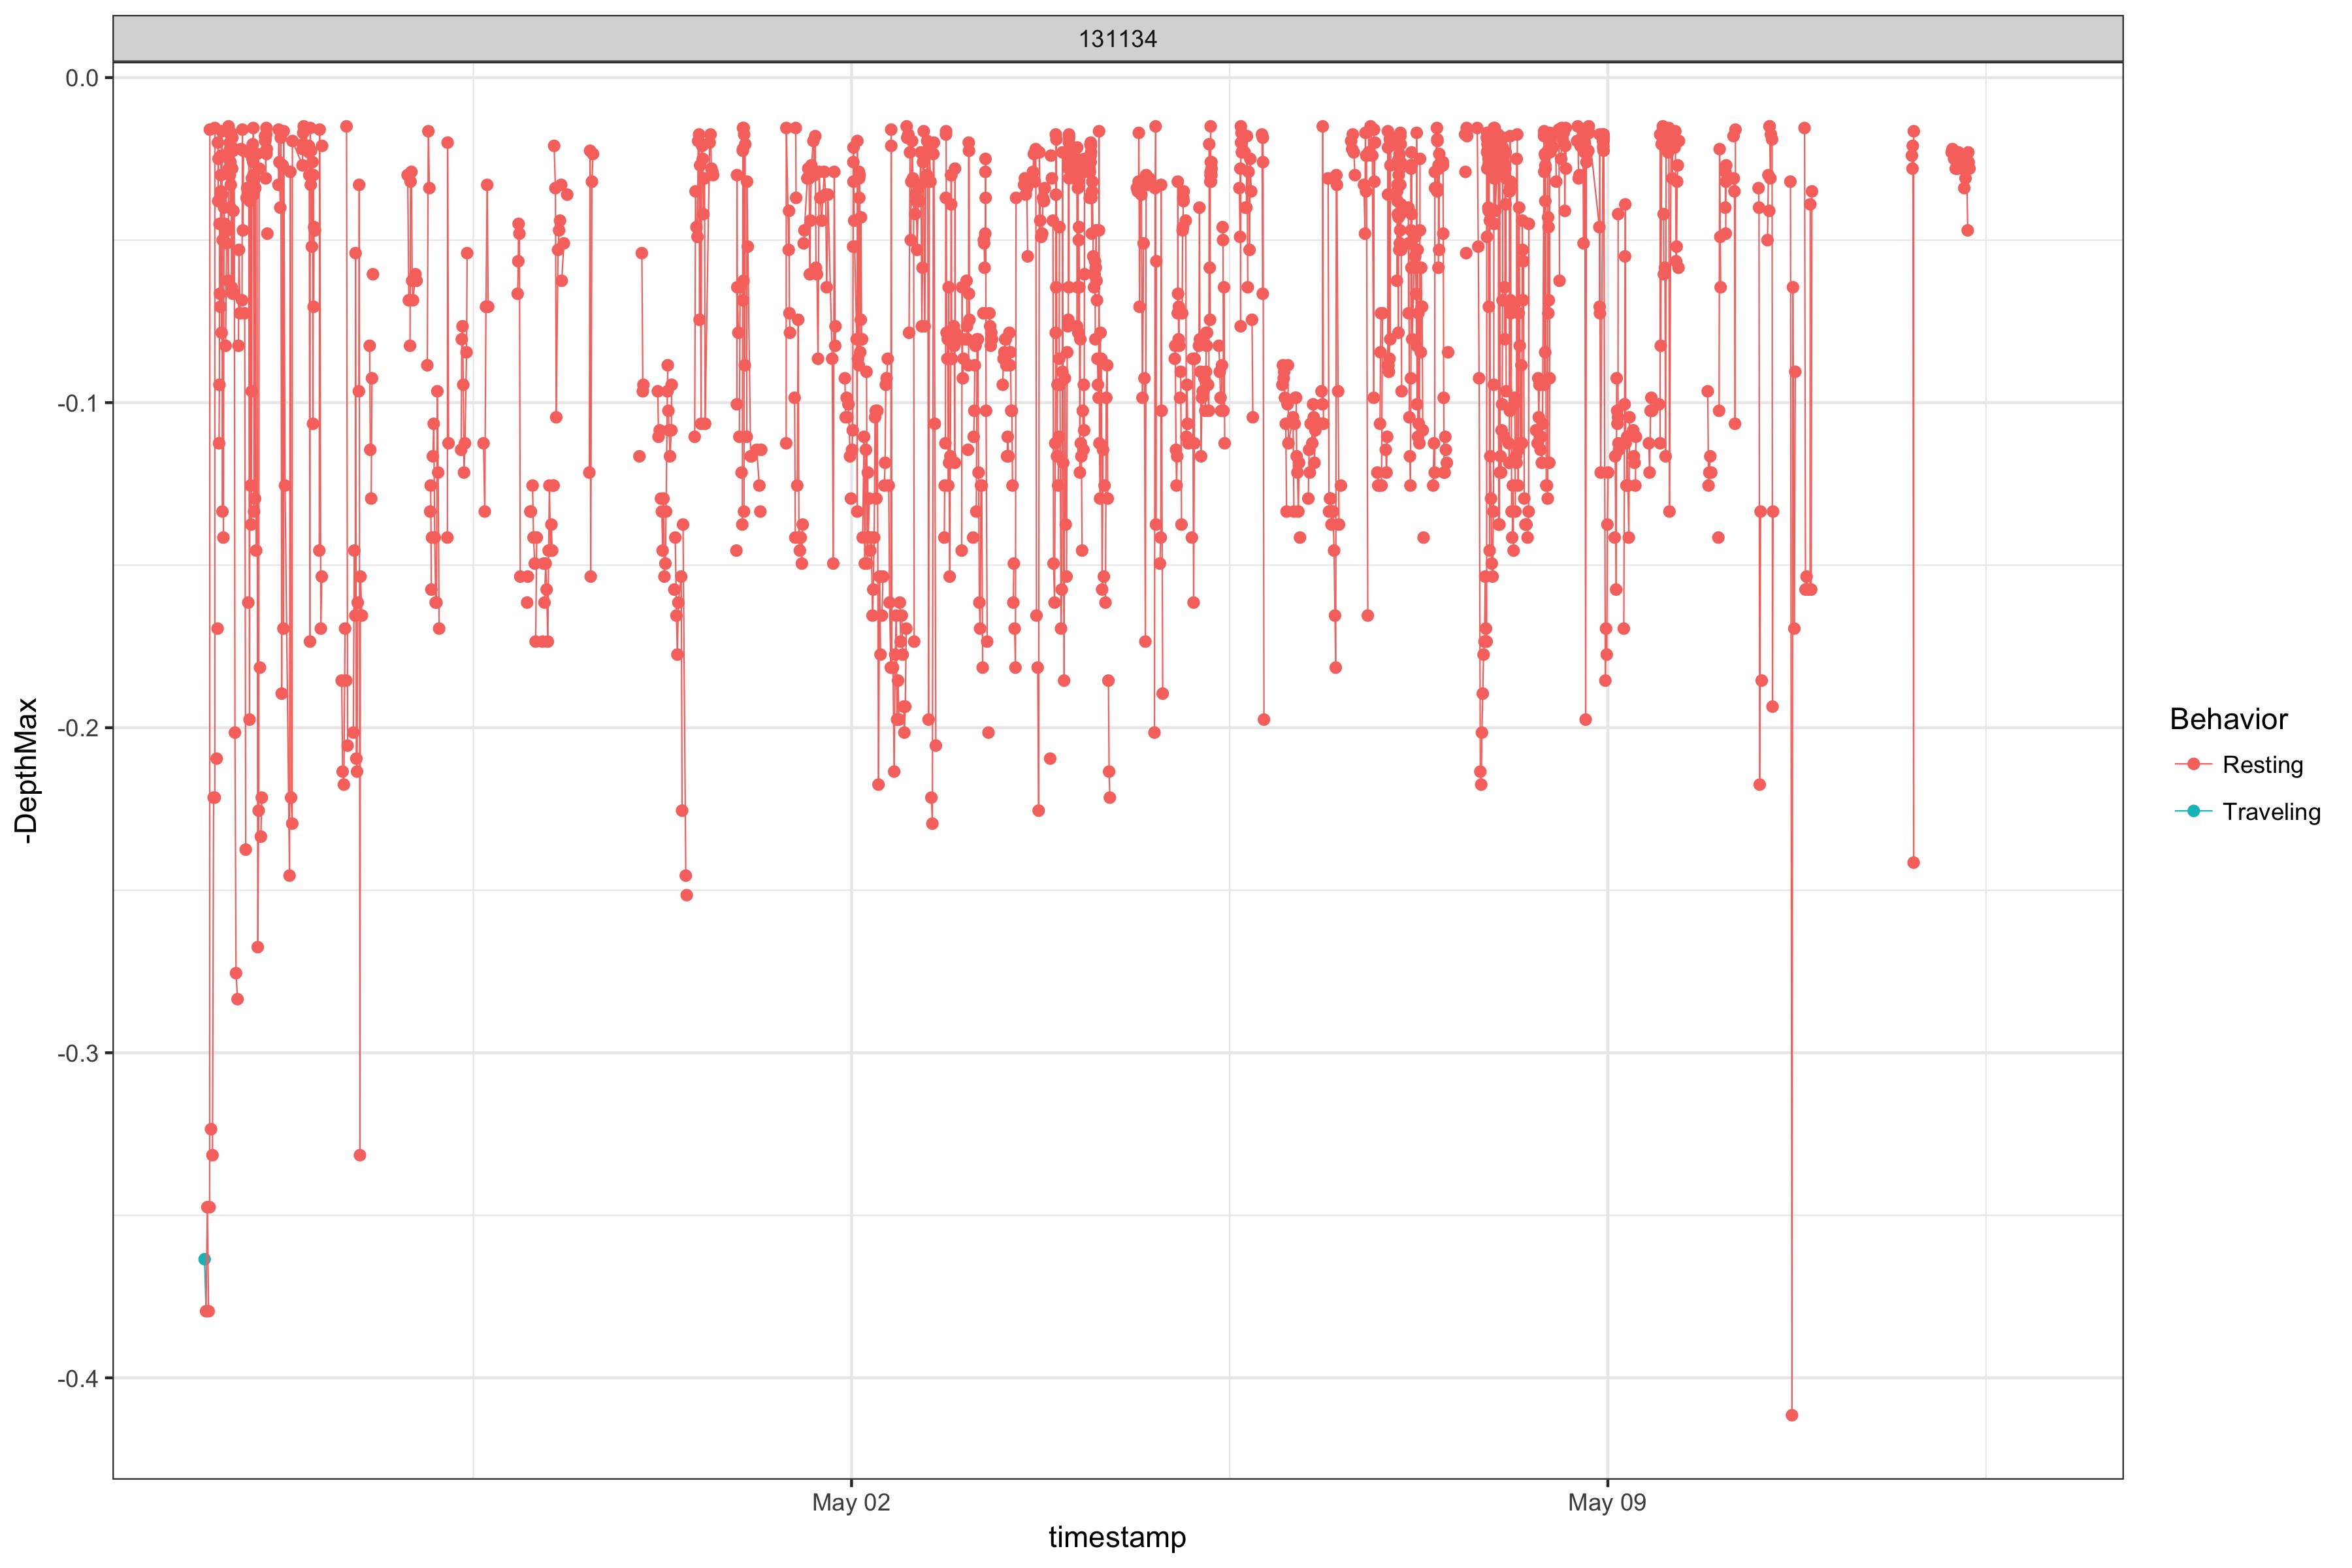 131134
0.0
-0.1
-0.2
-0.3
-0.4
-DepthMax
May 02
May 09
timestamp
Behavior
Resting
Traveling